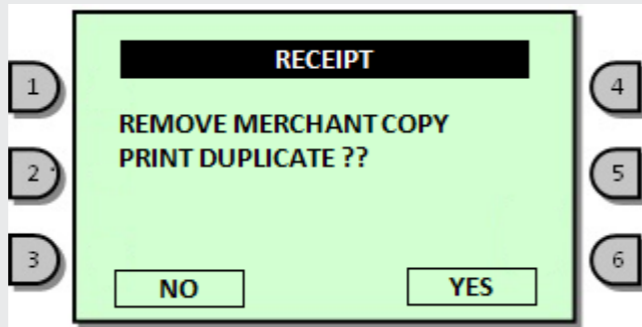 RECEIPT
1
4
REMOVE MERCHANT COPY
PRINT DUPLICATE ??
2
5
3
6
NO
YES